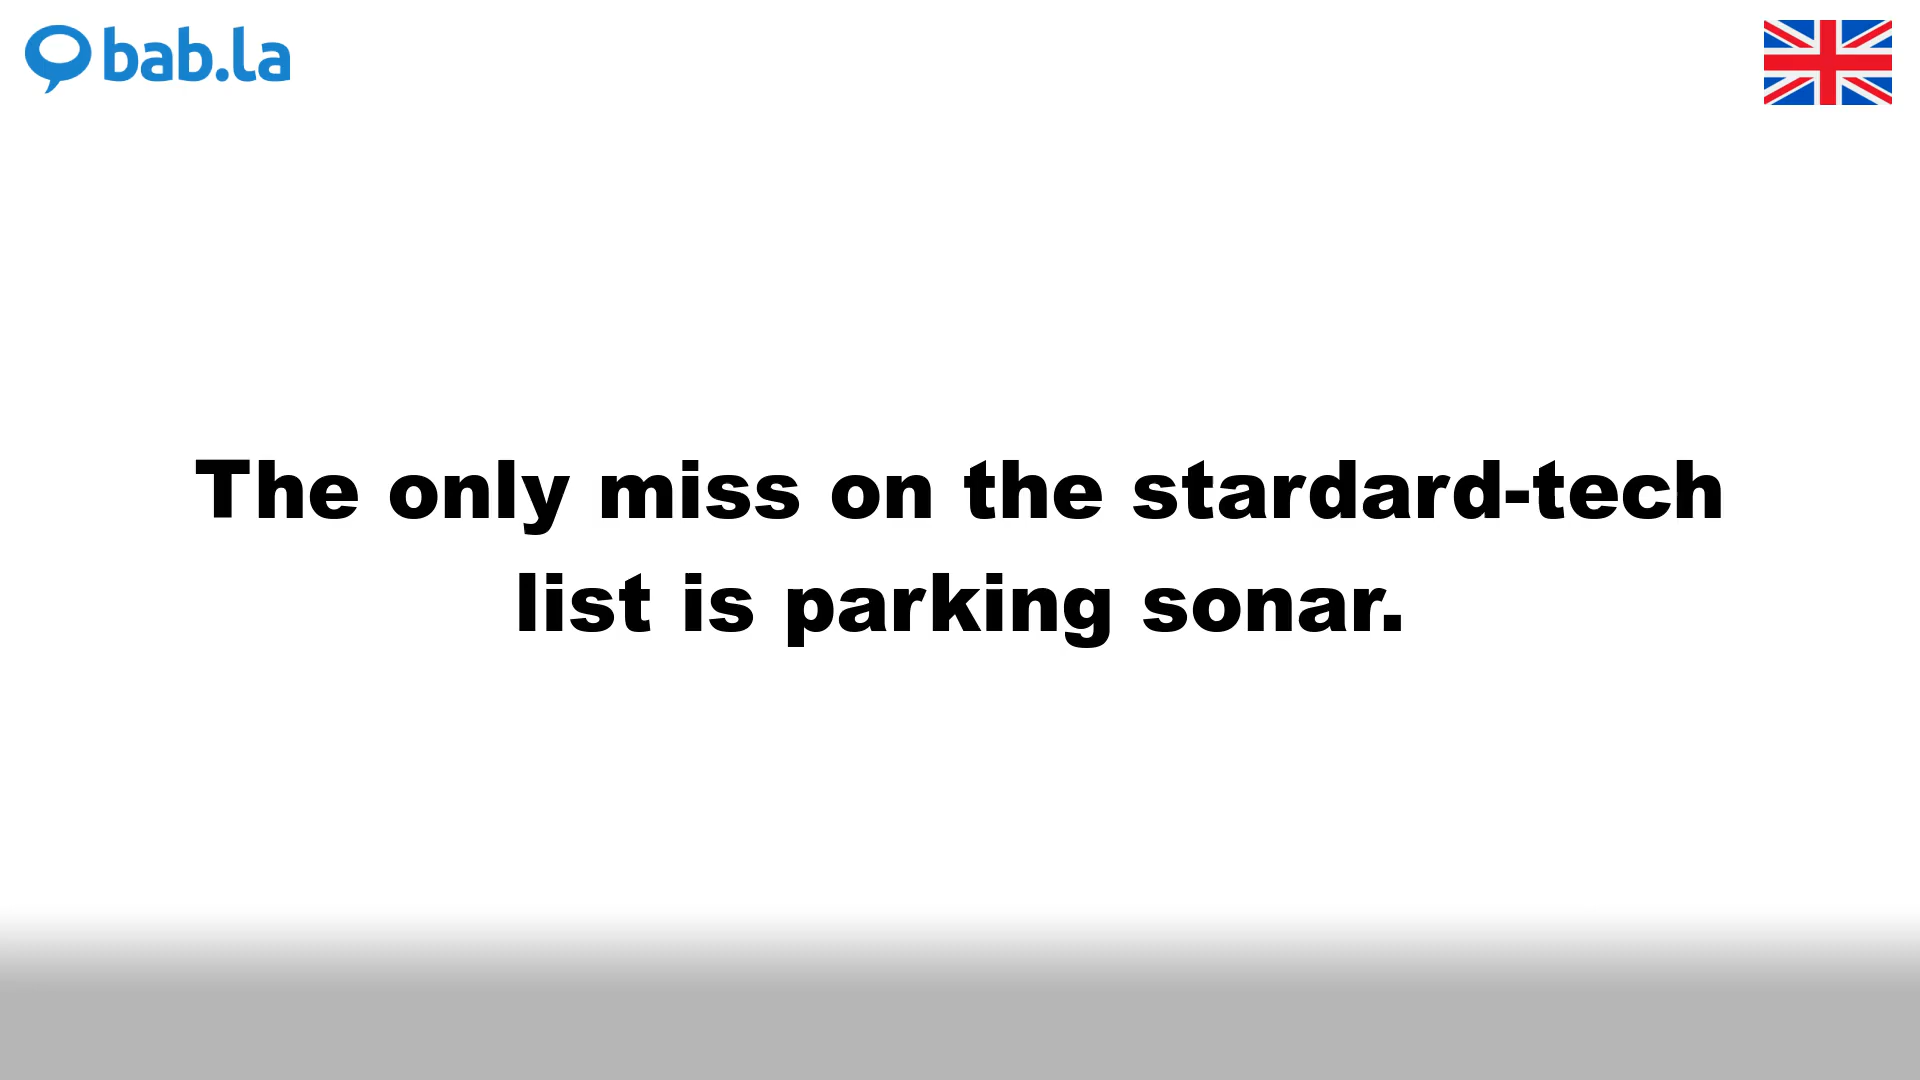 bab.la
The only miss on the stardard-tech
list is parking sonar.